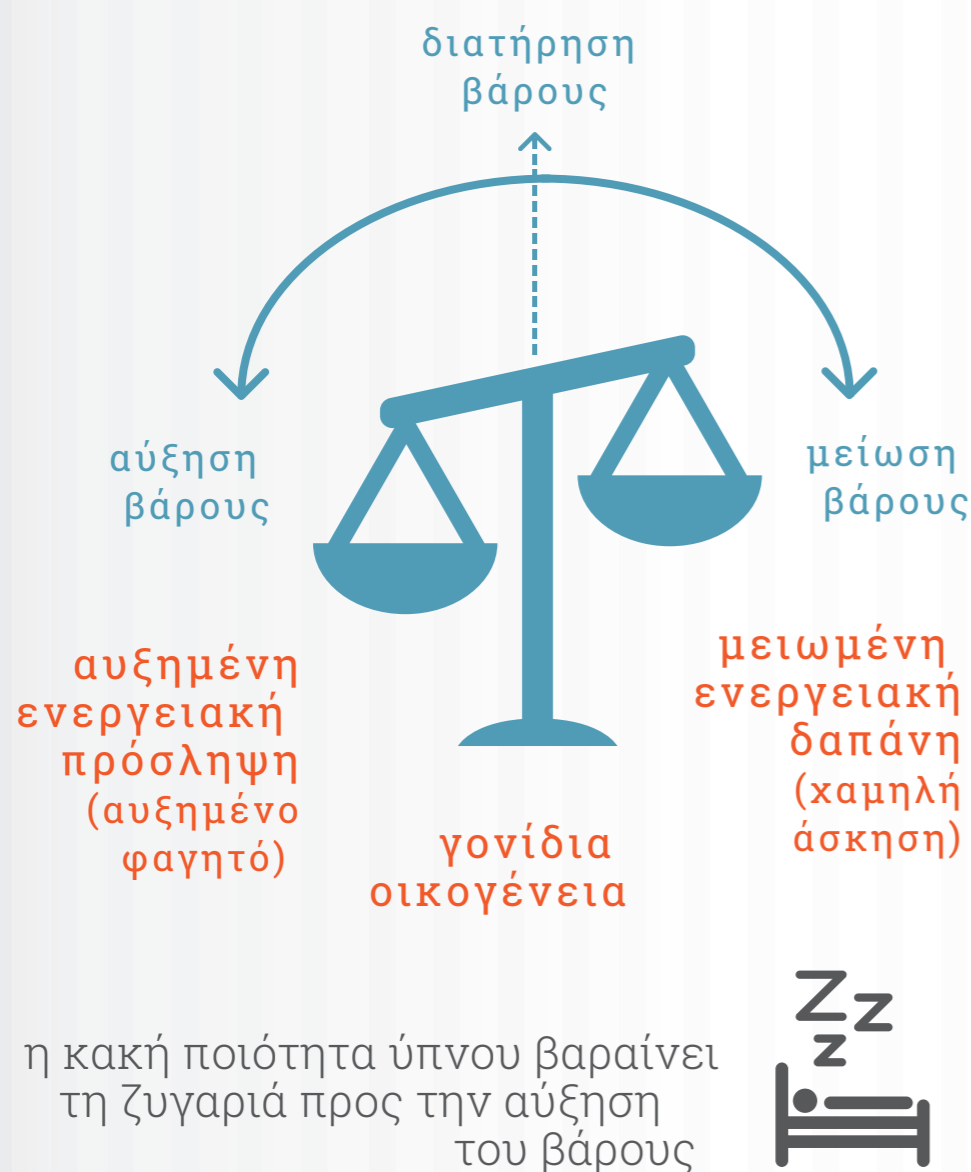 διατήρηση
βάρους
αύξηση
βάρους
μείωση
βάρους
αυξημένη
ενεργειακή
πρόσληψη
(αυξημένο
φαγητό)
μειωμένη
ενεργειακή
δαπάνη
(χαμηλή
άσκηση)
γονίδια
οικογένεια
Zzz
η κακή ποιότητα ύπνου βαραίνει
τη ζυγαριά προς την αύξηση
του βάρους